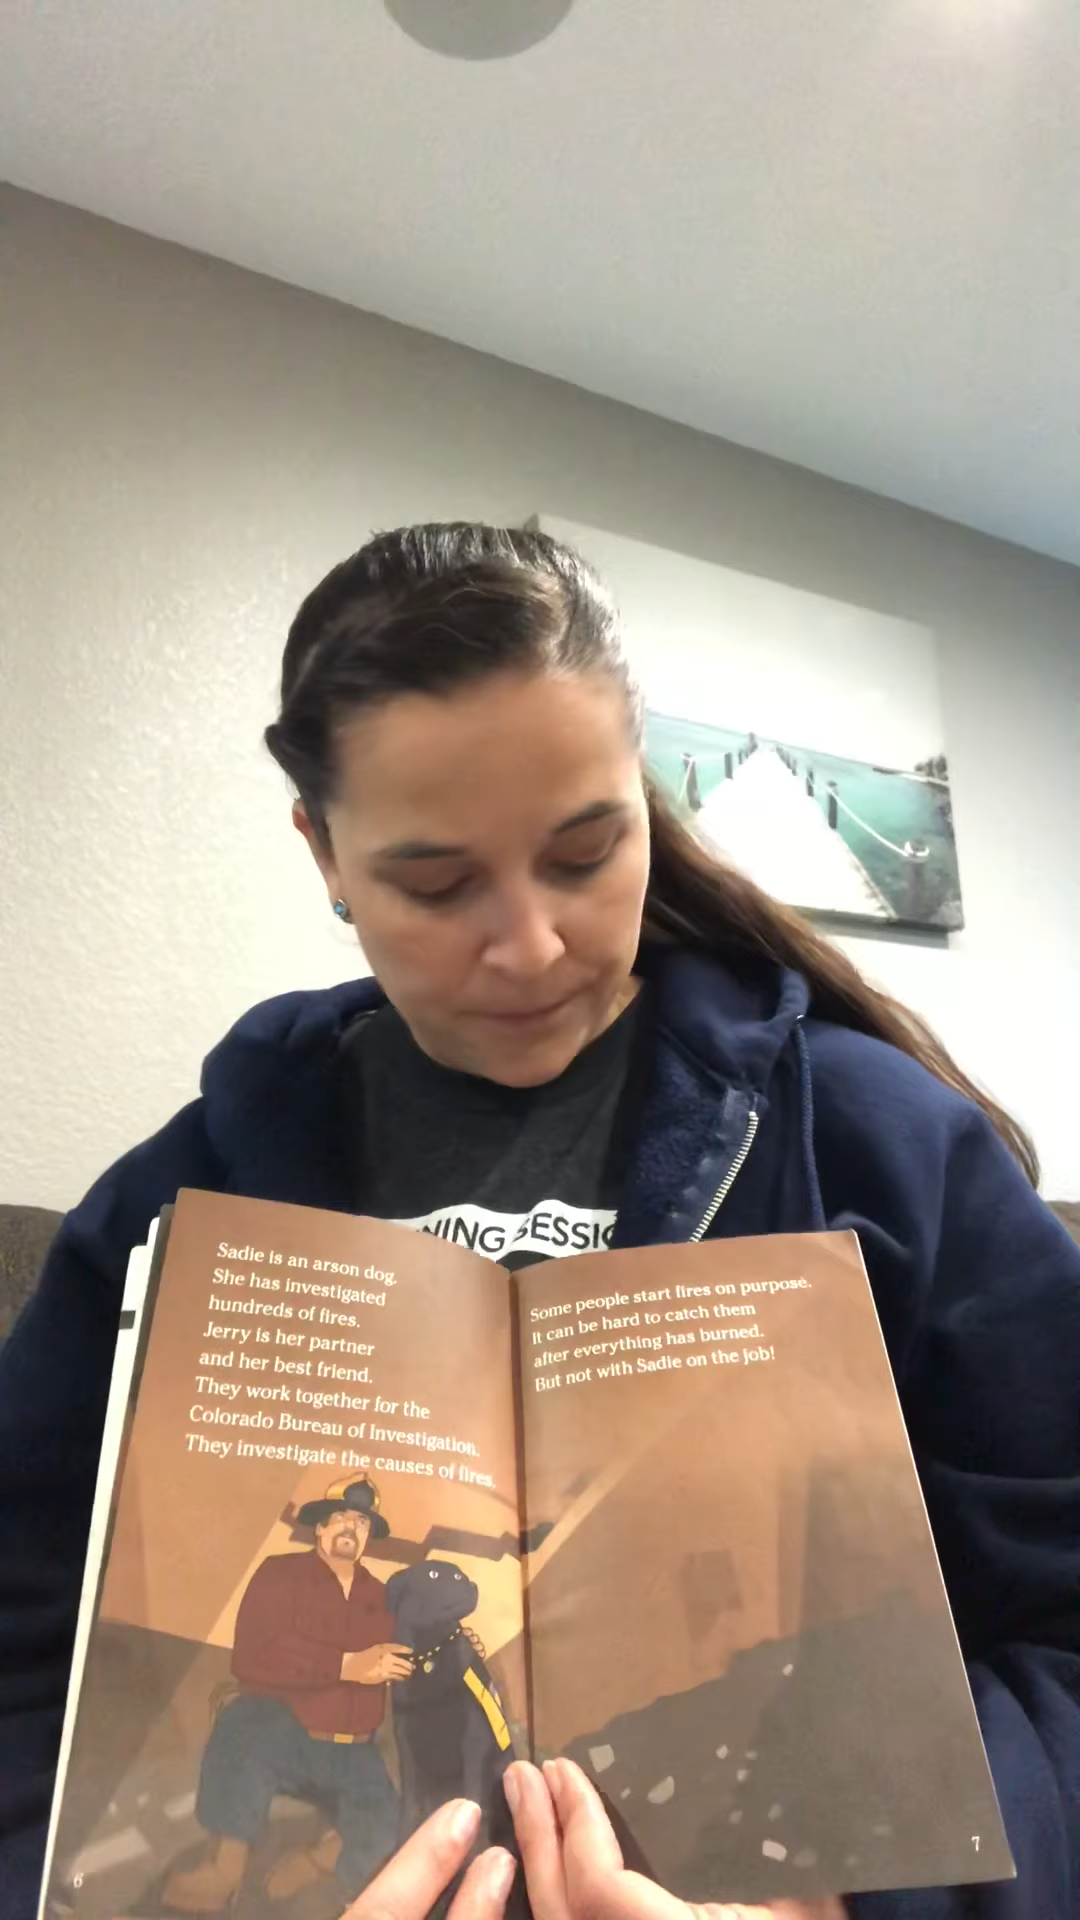 NING SESSIO
Sadie is an arson dog.
She has investigated
hundreds of fires.
Jerry is her partner
and her best friend.
They work together for the
Colorado Bureau of Investigation.
They investigate the causes of fires.
6
Some people start fires on purpose.
It can be hard to catch them
after everything has burned.
But not with Sadie on the job!
7